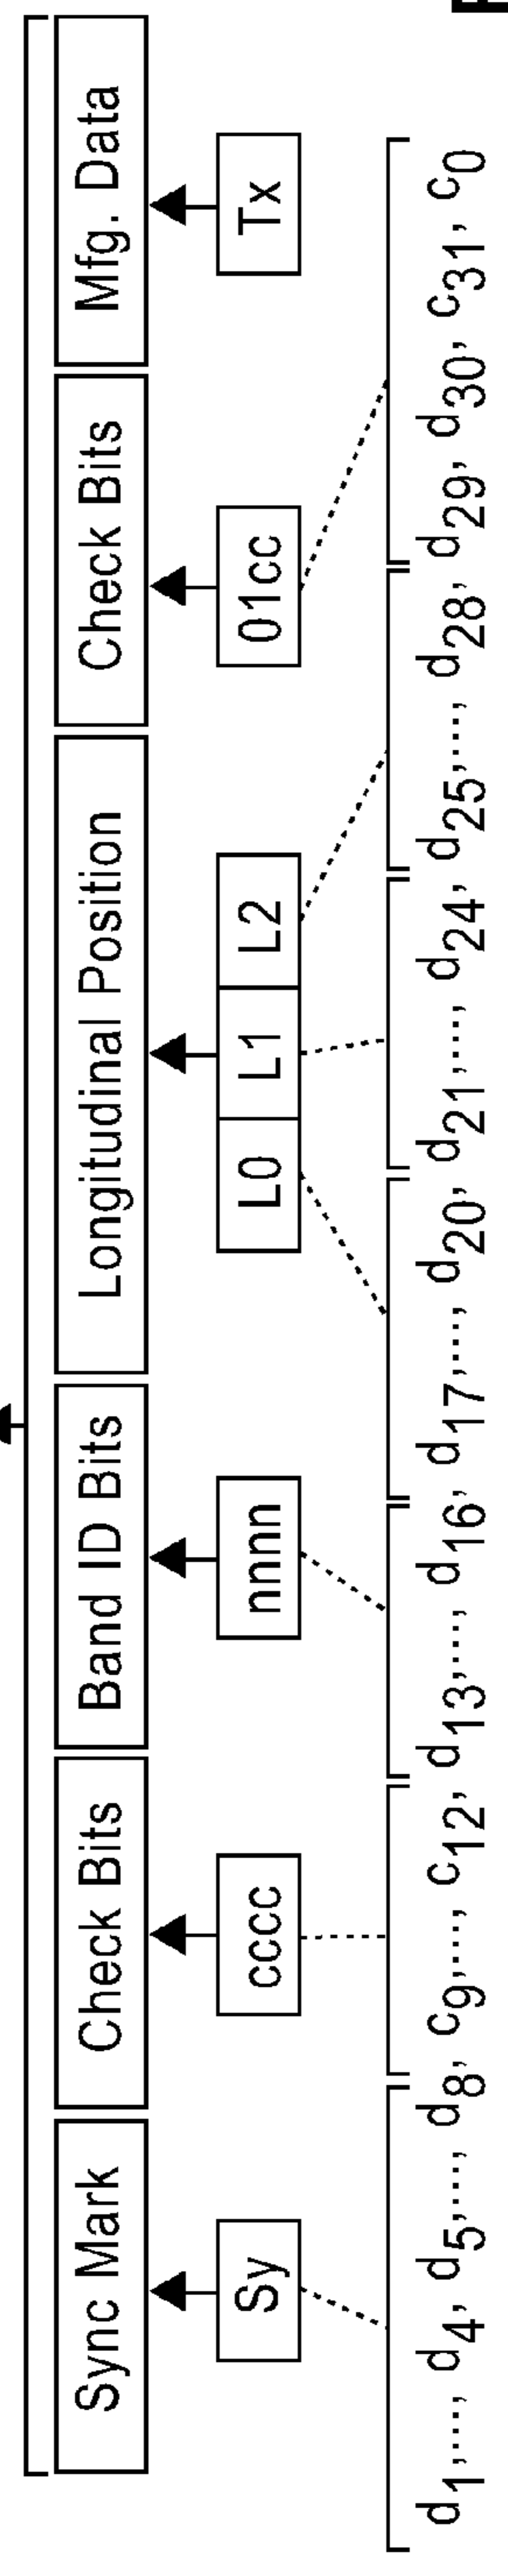 Sync Mark Check Bits Band ID Bits Longitudinal Position Check Bits Mfg. Data
Sy cccc nnnn L0 L1 L2 01cc Tx
d1,..., d4, d5,..., d8, c9,..., c12, d13,..., d16, d17,..., d20, d21,..., d24, d25,..., d28, d29, d30, c31, c0